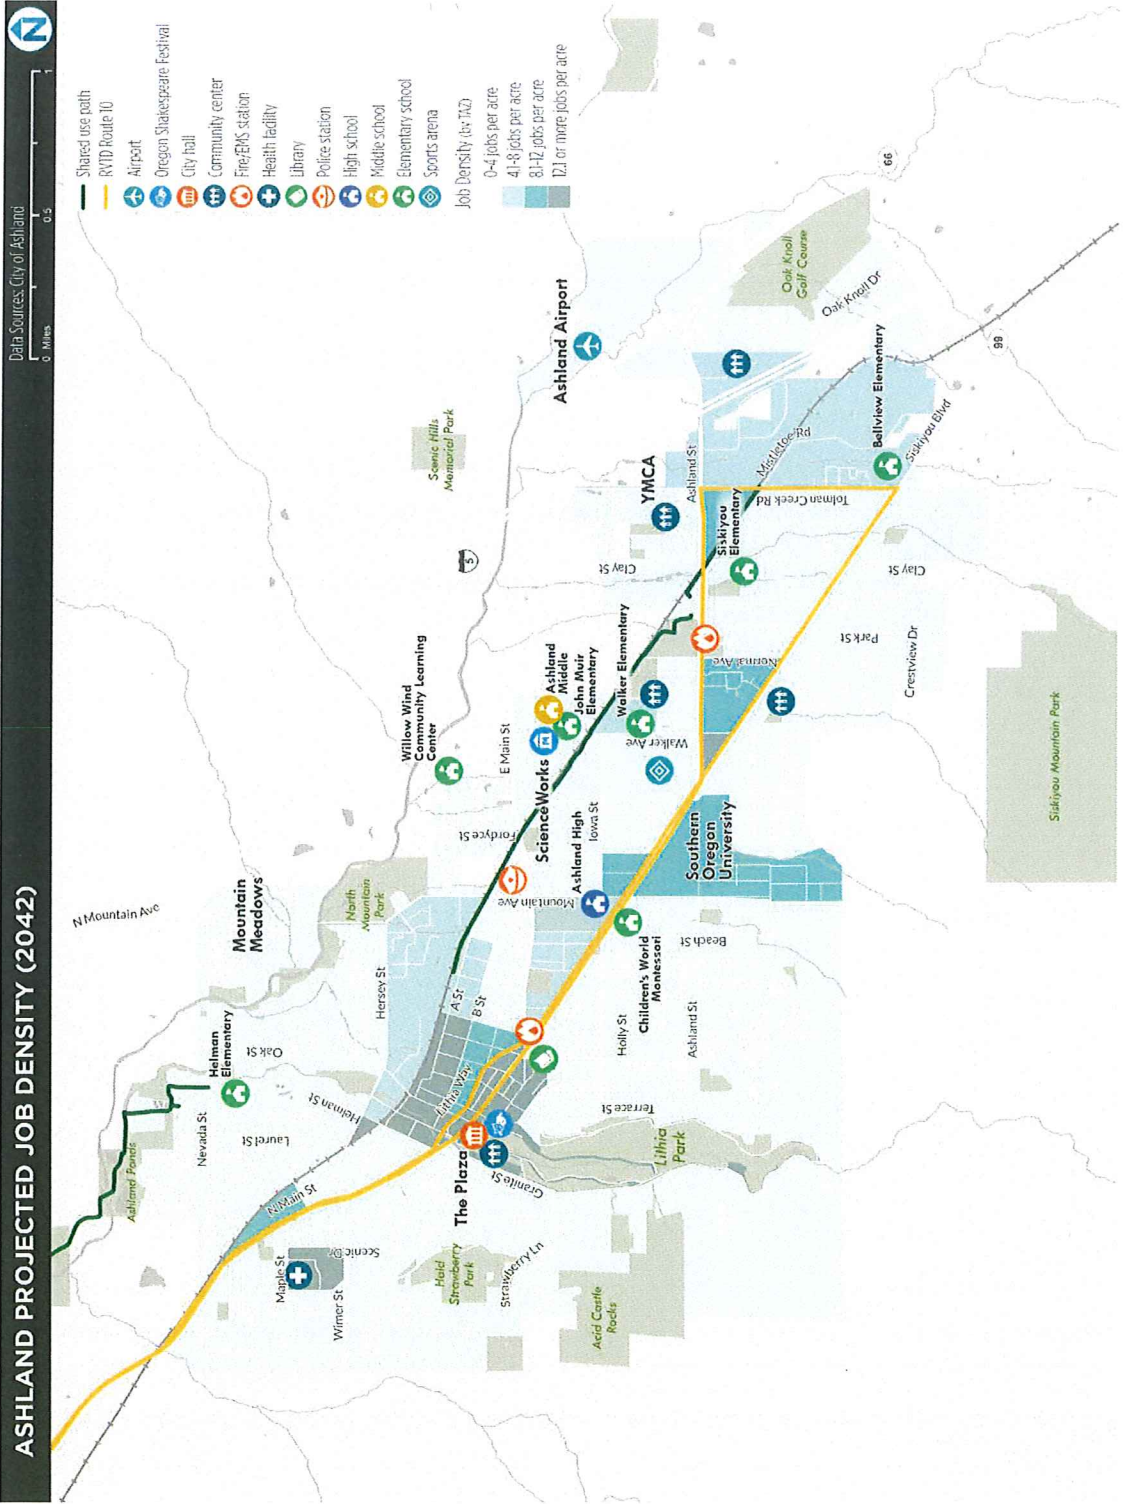 ASHLAND PROJECTED JOB DENSITY (2042)
Data Sources: City of Ashland
0 Miles
0.5
1
N
Shared use path
RVTD Route 10
Airport
Oregon Shakespeare Festival
City hall
Community center
Fire/EMS station
Health facility
Library
Police station
High school
Middle school
Elementary school
Sports arena
Job Density (by TAZ)
0-4 jobs per acre
4.1-8 jobs per acre
8.1-12 jobs per acre
12.1 or more jobs per acre
N Mountain Ave
Mountain
Meadows
Ashland Ponds
Nevada St
Helman
Elementary
Oak St
Laurel St
Helman St
Hersey St
North
Mountain
Park
Willow Wind
Community Learning
Center
5
Scenic Hills
Memorial Park
N Main St
Maple St
Scenic Dr
Wimer St
A St
B St
Lithia Way
The Plaza
Granite St
Hald
Strawberry
Park
Strawberry Ln
Acid Castle
Rocks
Lithia
Park
Terrace St
Holly St
Ashland St
Children's World
Montessori
Beach St
Mountain Ave
Ashland High
Iowa St
Fordyce St
E Main St
ScienceWorks
Ashland
Middle
John Muir
Elementary
Walker Elementary
Walker Ave
Southern
Oregon
University
Normal Ave
Clay St
YMCA
Ashland St
Ashland Airport
Siskiyou
Elementary
Tolman Creek Rd
Mistletoe Rd
Bellview Elementary
Siskiyou Blvd
Oak Knoll
Golf Course
Oak Knoll Dr
66
99
Clay St
Park St
Crestview Dr
Siskiyou Mountain Park